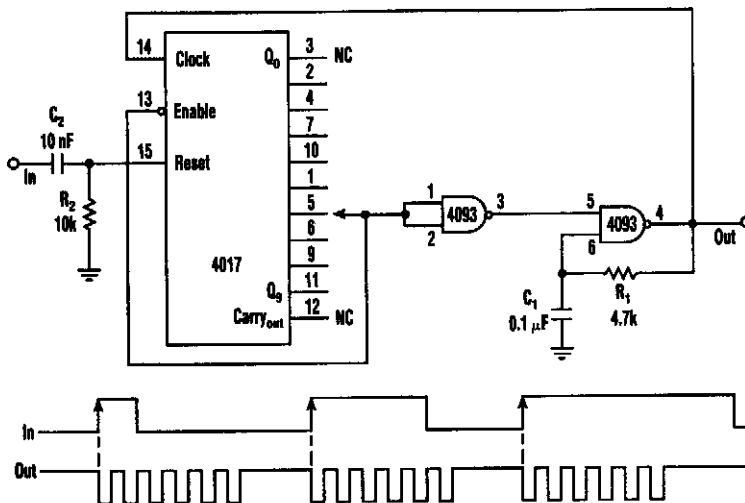 14
Clock
Q0
3
NC
2
13
Enable
4
C2
10 nF
7
15
Reset
10
In
1
R2
10k
5
1
2
4093
3
5
6
4093
4
Out
6
9
4017
Q9
11
Carryout
12
NC
C1
0.1 μF
R1
4.7k
In
Out